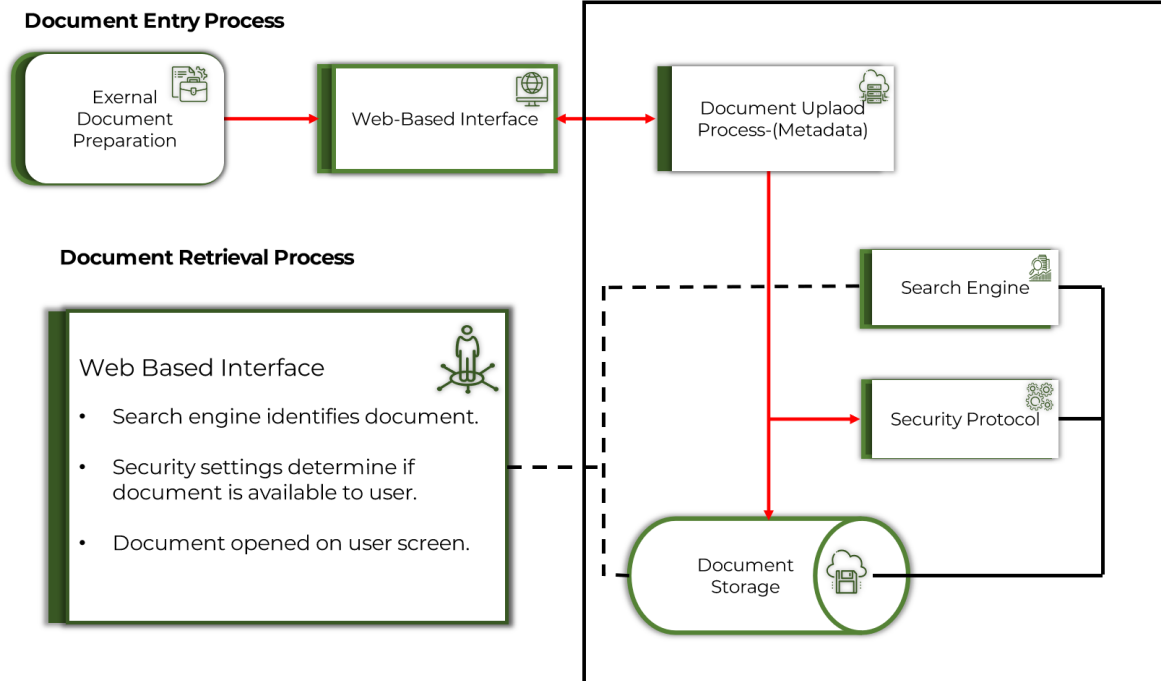 Document Entry Process
Exernal
Document
Preparation
Web-Based Interface
Document Uplaod
Process-(Metadata)
Document Retrieval Process
Web Based Interface
• Search engine identifies document.
• Security settings determine if
document is available to user.
• Document opened on user screen.
Search Engine
Security Protocol
Document
Storage